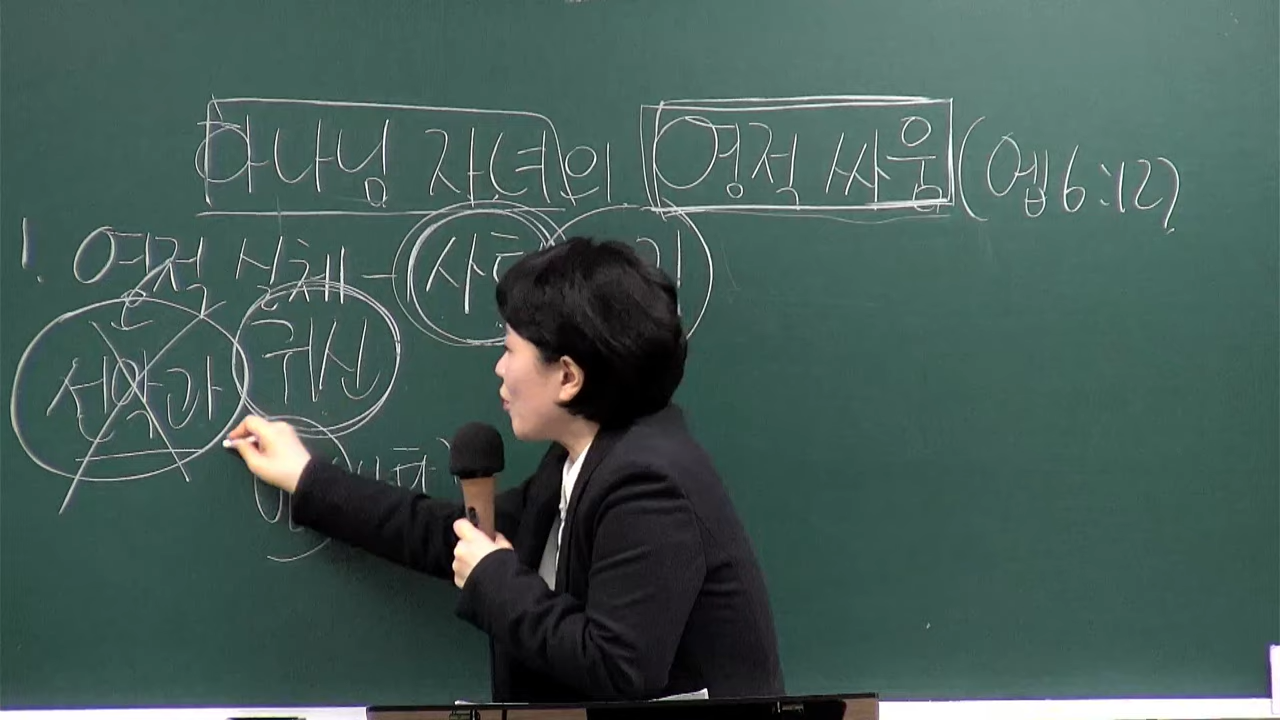 하나님 자녀의 영적 싸움(엡6:12)
1. 영적 실체 -
선악과 귀신